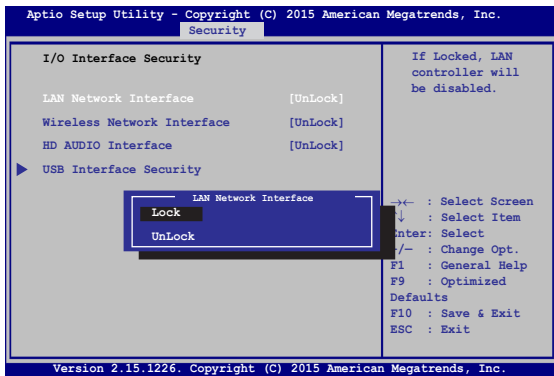 Aptio Setup Utility - Copyright (C) 2015 American Megatrends, Inc.
Security
I/O Interface Security
LAN Network Interface [UnLock]
Wireless Network Interface [UnLock]
HD AUDIO Interface [UnLock]
USB Interface Security
If Locked, LAN
controller will
be disabled.
LAN Network Interface
Lock
UnLock
→← : Select Screen
↓ : Select Item
nter: Select
/— : Change Opt.
F1 : General Help
F9 : Optimized
Defaults
F10 : Save & Exit
ESC : Exit
Version 2.15.1226. Copyright (C) 2015 America Megatrends, Inc.